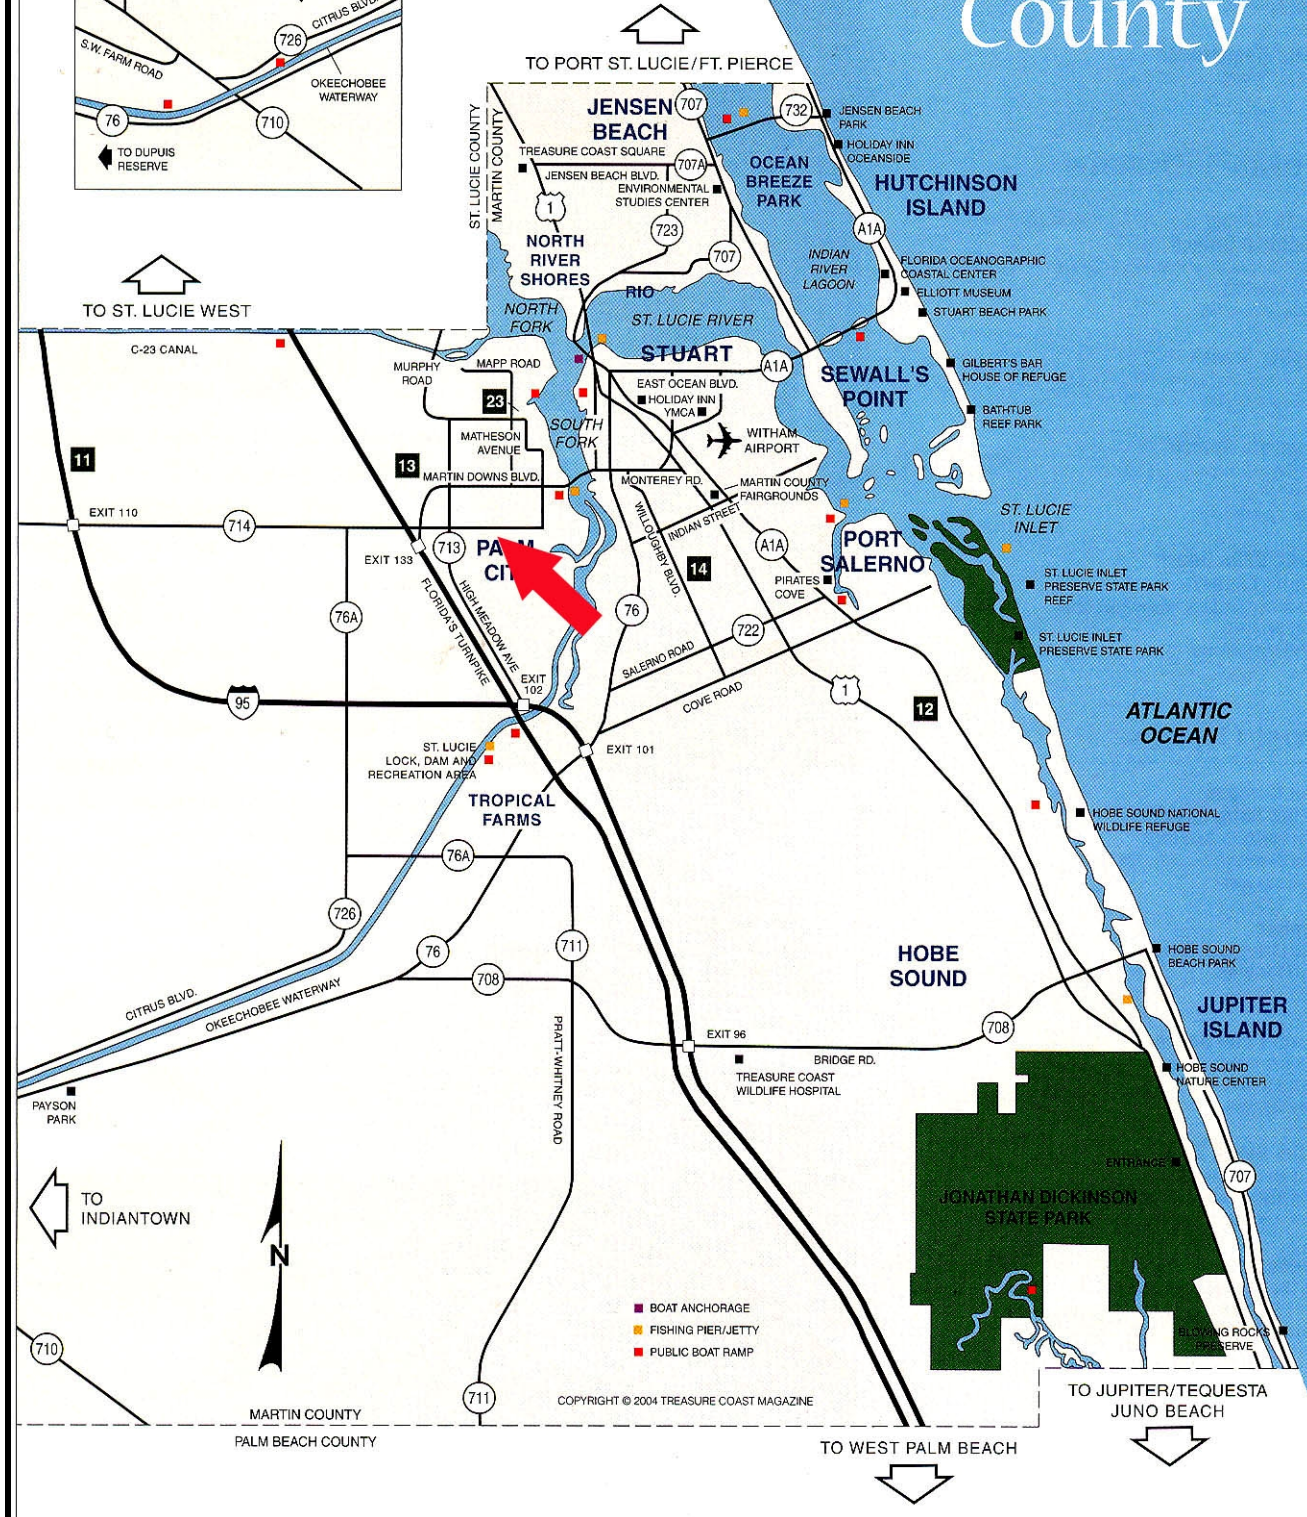 County
CITRUS BLVD.
726
S.W. FARM ROAD
OKEECHOBEE
WATERWAY
76
710
TO DUPUIS
RESERVE
TO PORT ST. LUCIE/FT. PIERCE
ST. LUCIE COUNTY
MARTIN COUNTY
JENSEN
BEACH
707
732
JENSEN BEACH
PARK
HOLIDAY INN
OCEANSIDE
TREASURE COAST SQUARE
707A
JENSEN BEACH BLVD.
ENVIRONMENTAL
STUDIES CENTER
OCEAN
BREEZE
PARK
HUTCHINSON
ISLAND
1
723
A1A
NORTH
RIVER
SHORES
707
INDIAN
RIVER
LAGOON
FLORIDA OCEANOGRAPHIC
COASTAL CENTER
ELLIOTT MUSEUM
STUART BEACH PARK
RIO
TO ST. LUCIE WEST
NORTH
FORK
ST. LUCIE RIVER
C-23 CANAL
MURPHY
ROAD
MAPP ROAD
STUART
A1A
SEWALL'S
POINT
GILBERT'S BAR
HOUSE OF REFUGE
EAST OCEAN BLVD.
HOLIDAY INN
YMCA
BATHTUB
REEF PARK
23
SOUTH
FORK
MATHESON
AVENUE
WITHAM
AIRPORT
11
13
MARTIN DOWNS BLVD.
MONTEREY RD.
MARTIN COUNTY
FAIRGROUNDS
EXIT 110
714
WILLOUGHBY BLVD.
INDIAN STREET
ST. LUCIE
INLET
EXIT 133
713
PALM
CITY
A1A
PORT
SALERNO
14
PIRATES
COVE
ST. LUCIE INLET
PRESERVE STATE PARK
REEF
76A
FLORIDA'S TURNPIKE
HIGH MEADOW AVE
76
722
SALERNO ROAD
ST. LUCIE INLET
PRESERVE STATE PARK
EXIT
102
COVE ROAD
1
12
95
ATLANTIC
OCEAN
ST. LUCIE
LOCK, DAM AND
RECREATION AREA
EXIT 101
TROPICAL
FARMS
HOBE SOUND NATIONAL
WILDLIFE REFUGE
76A
726
76
711
708
HOBE
SOUND
HOBE SOUND
BEACH PARK
CITRUS BLVD.
OKEECHOBEE WATERWAY
JUPITER
ISLAND
PRATT-WHITNEY ROAD
EXIT 96
708
BRIDGE RD.
TREASURE COAST
WILDLIFE HOSPITAL
HOBE SOUND
NATURE CENTER
PAYSON
PARK
ENTRANCE
707
TO
INDIANTOWN
JONATHAN DICKINSON
STATE PARK
N
BOAT ANCHORAGE
FISHING PIER/JETTY
PUBLIC BOAT RAMP
BLOWING ROCKS
PRESERVE
710
711
COPYRIGHT © 2004 TREASURE COAST MAGAZINE
TO JUPITER/TEQUESTA
JUNO BEACH
MARTIN COUNTY
PALM BEACH COUNTY
TO WEST PALM BEACH